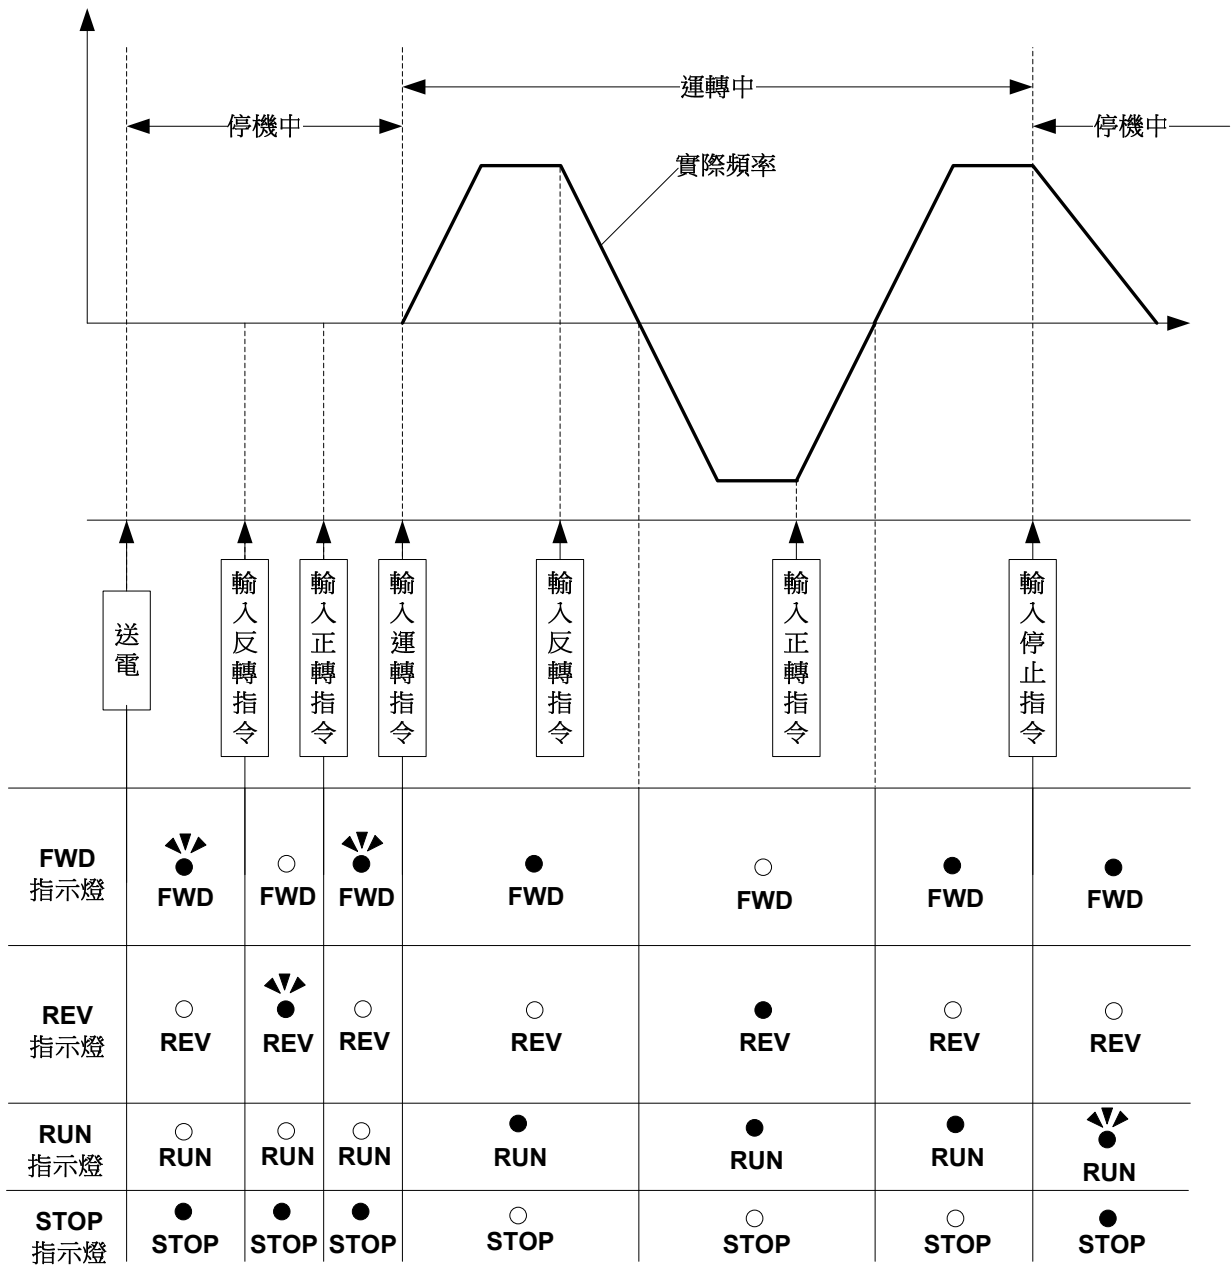 運轉中
停機中
停機中
實際頻率
送電
輸入反轉指令
輸入正轉指令
輸入運轉指令
輸入反轉指令
輸入正轉指令
輸入停止指令
FWD
指示燈
FWD
FWD
FWD
FWD
FWD
FWD
FWD
REV
指示燈
REV
REV
REV
REV
REV
REV
REV
RUN
指示燈
RUN
RUN
RUN
RUN
RUN
RUN
RUN
STOP
指示燈
STOP
STOP
STOP
STOP
STOP
STOP
STOP